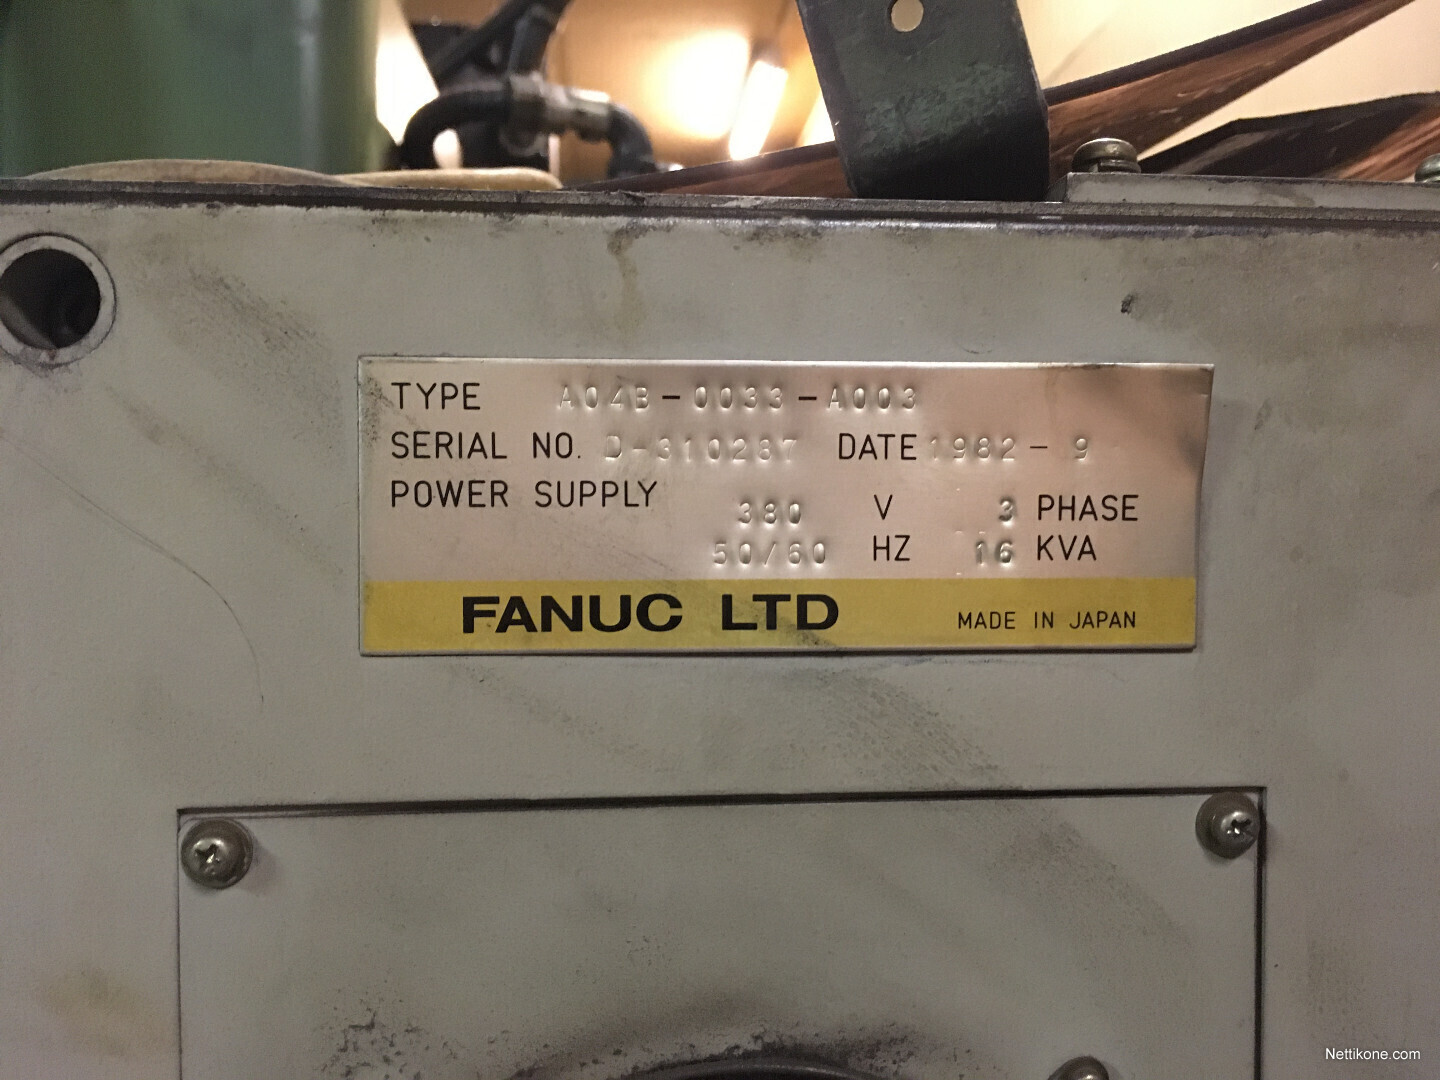 TYPE A04B-0033-A003
SERIAL NO. D-310287 DATE 1982-9
POWER SUPPLY
380 V 3 PHASE
50/60 HZ 16 KVA
FANUC LTD MADE IN JAPAN
Nettikone.com